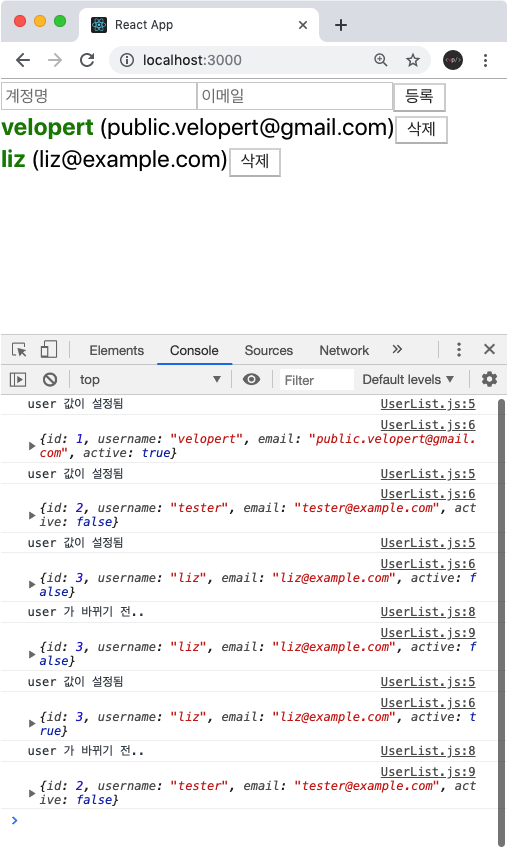 React App
localhost:3000
계정명 이메일 등록
velopert (public.velopert@gmail.com) 삭제
liz (liz@example.com) 삭제
Elements Console Sources Network »
top Filter Default levels
user 값이 설정됨 UserList.js:5
UserList.js:6
{id: 1, username: "velopert", email: "public.velopert@gmail.
com", active: true}
user 값이 설정됨 UserList.js:5
UserList.js:6
{id: 2, username: "tester", email: "tester@example.com", act
ive: false}
user 값이 설정됨 UserList.js:5
UserList.js:6
{id: 3, username: "liz", email: "liz@example.com", active: f
alse}
user 가 바뀌기 전.. UserList.js:8
UserList.js:9
{id: 3, username: "liz", email: "liz@example.com", active: f
alse}
user 값이 설정됨 UserList.js:5
UserList.js:6
{id: 3, username: "liz", email: "liz@example.com", active: t
rue}
user 가 바뀌기 전.. UserList.js:8
UserList.js:9
{id: 2, username: "tester", email: "tester@example.com", act
ive: false}